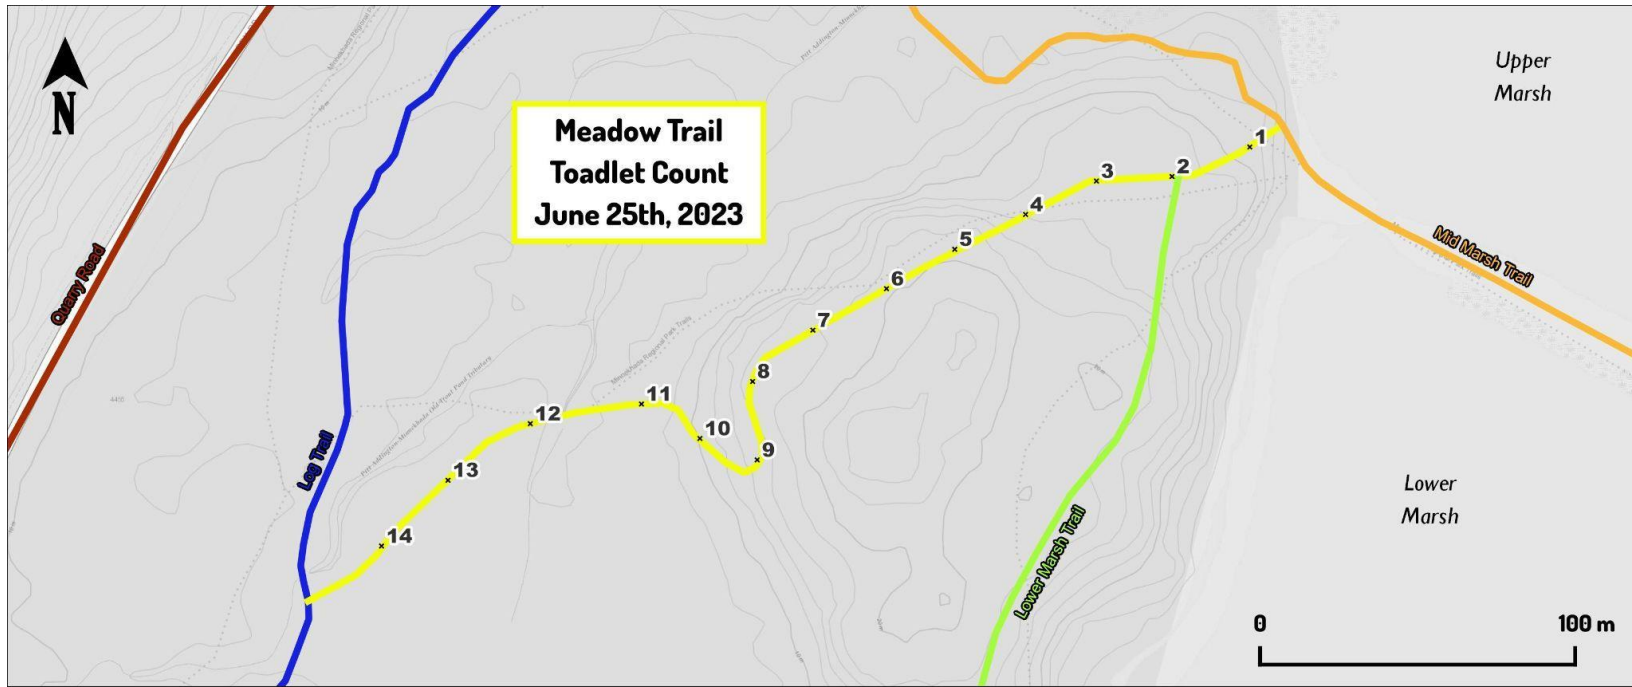 N
Meadow Trail
Toadlet Count
June 25th, 2023
Upper
Marsh
1
2
3
4
5
6
7
8
9
10
11
12
13
14
Quarry Road
Log Trail
Mid Marsh Trail
Lower Marsh Trail
Lower
Marsh
0
100 m